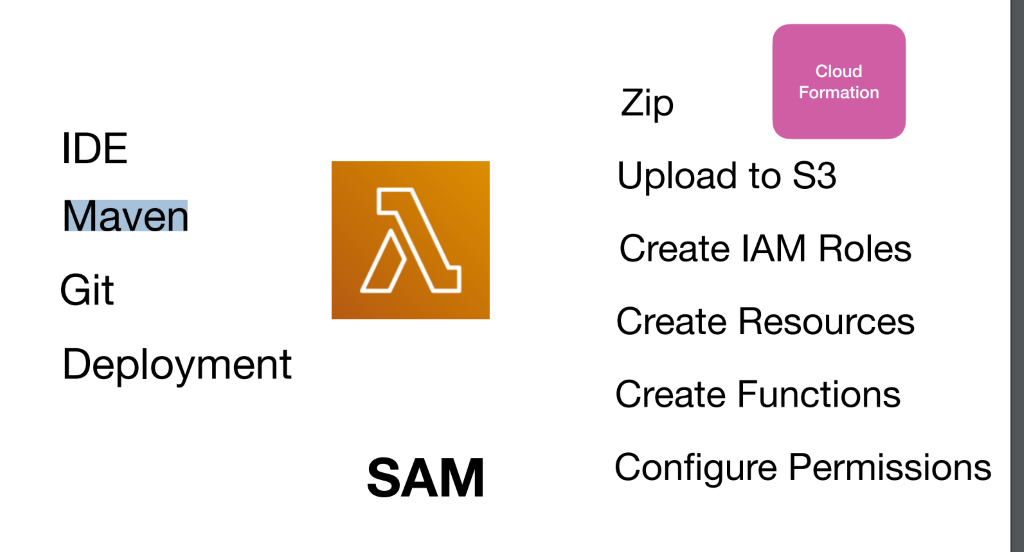 IDE
Maven
Git
Deployment
SAM
Cloud
Formation
Zip
Upload to S3
Create IAM Roles
Create Resources
Create Functions
Configure Permissions